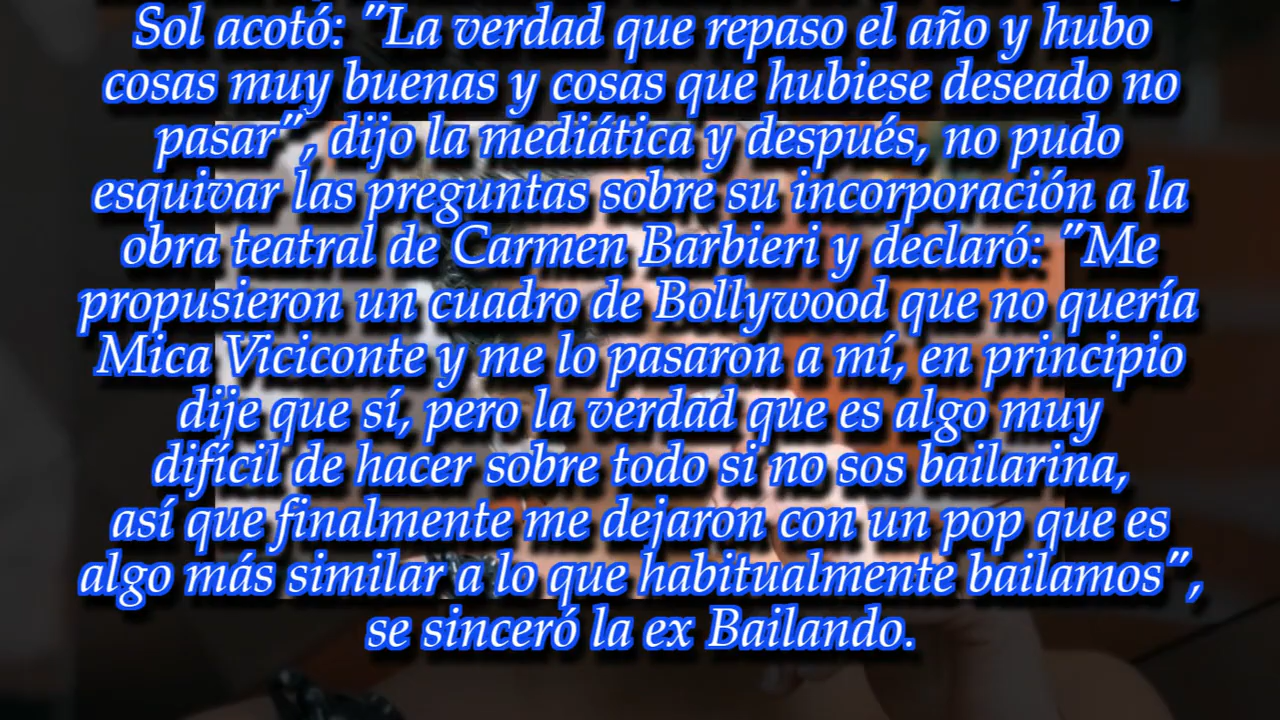 Sol acotó: "La verdad que repaso el año y hubo
cosas muy buenas y cosas que hubiese deseado no
pasar", dijo la mediática y después, no pudo
esquivar las preguntas sobre su incorporación a la
obra teatral de Carmen Barbieri y declaró: "Me
propusieron un cuadro de Bollywood que no quería
Mica Viciconte y me lo pasaron a mí, en principio
dije que sí, pero la verdad que es algo muy
difícil de hacer sobre todo si no sos bailarina,
así que finalmente me dejaron con un pop que es
algo más similar a lo que habitualmente bailamos",
se sinceró la ex Bailando.